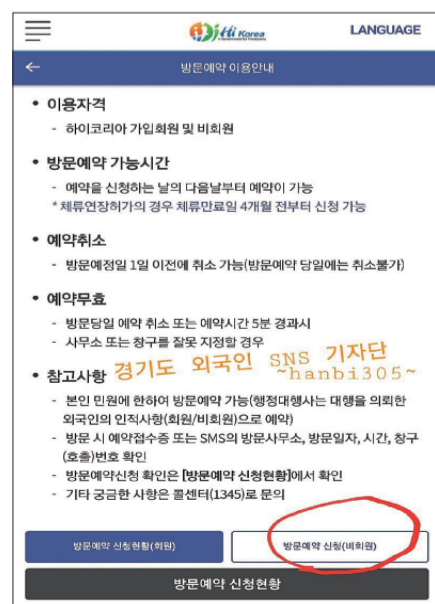 Hi Korea
LANGUAGE
방문예약 이용안내
• 이용자격
- 하이코리아 가입회원 및 비회원
• 방문예약 가능시간
- 예약을 신청하는 날의 다음날부터 예약이 가능
* 체류연장허가의 경우 체류만료일 4개월 전부터 신청 가능
• 예약취소
- 방문예정일 1일 이전에 취소 가능(방문예약 당일에는 취소불가)
• 예약무효
- 방문당일 예약 취소 또는 예약시간 5분 경과시
- 사무소 또는 창구를 잘못 지정할 경우
경기도 외국인 SNS 기자단
~hanbi305~
• 참고사항
- 본인 민원에 한하여 방문예약 가능(행정대행사는 대행을 의뢰한
외국인의 인적사항(회원/비회원)으로 예약)
- 방문 시 예약접수증 또는 SMS의 방문사무소, 방문일자, 시간, 창구
(호출)번호 확인
- 방문예약신청 확인은 [방문예약 신청현황]에서 확인
- 기타 궁금한 사항은 콜센터(1345)로 문의
방문예약 신청현황(회원)
방문예약 신청(비회원)
방문예약 신청현황